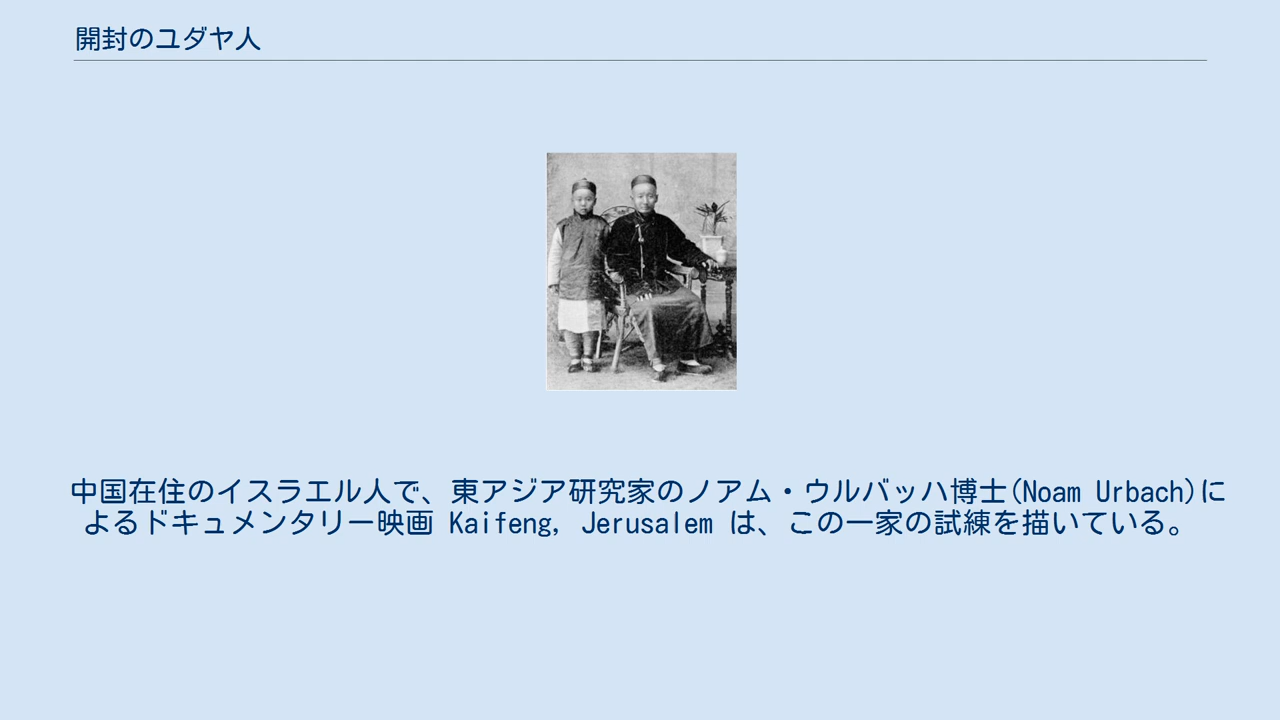 開封のユダヤ人
中国在住のイスラエル人で、東アジア研究家のノアム・ウルバッハ博士(Noam Urbach)に
よるドキュメンタリー映画 Kaifeng, Jerusalem は、この一家の試練を描いている。